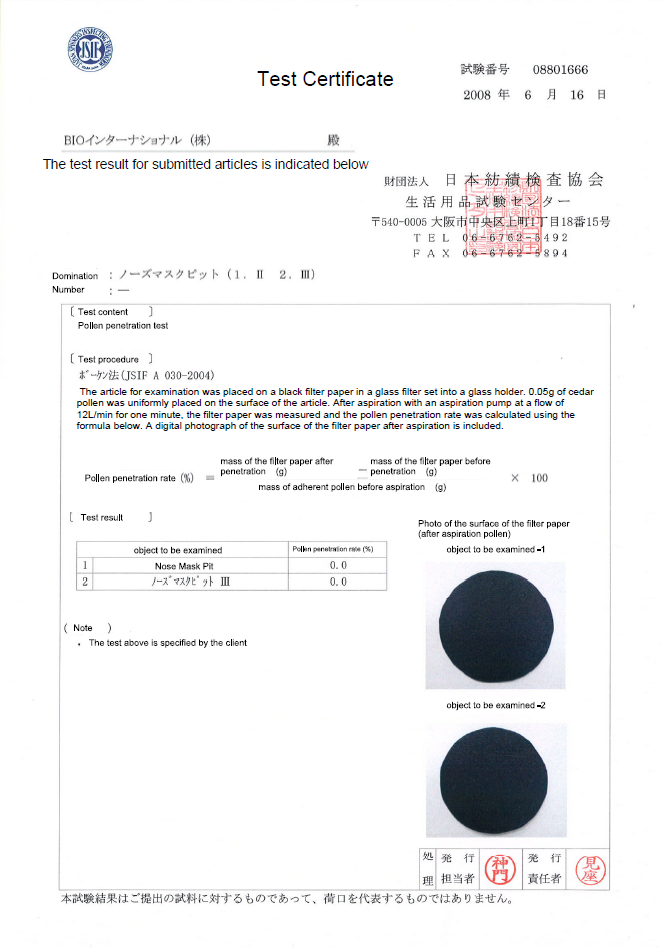 JSIF
Test Certificate
試験番号 08801666
2008 年 6 月 16 日
BIOインターナショナル (株) 殿
The test result for submitted articles is indicated below
財団法人 日本紡績検査協会
生活用品試験センター
〒540-0005 大阪市中央区上町1丁目18番15号
TEL 06-6762-5492
FAX 06-6762-5894
Domination : ノーズマスクピット (1. Ⅱ 2. Ⅲ)
Number : ―
[ Test content ]
Pollen penetration test
[ Test procedure ]
ボーケン法(JSIF A 030-2004)
The article for examination was placed on a black filter paper in a glass filter set into a glass holder. 0.05g of cedar
pollen was uniformly placed on the surface of the article. After aspiration with an aspiration pump at a flow of
12L/min for one minute, the filter paper was measured and the pollen penetration rate was calculated using the
formula below. A digital photograph of the surface of the filter paper after aspiration is included.
Pollen penetration rate (%) = mass of the filter paper after penetration (g) − mass of the filter paper before penetration (g)
mass of adherent pollen before aspiration (g)
× 100
[ Test result ]
object to be examined Pollen penetration rate (%)
1 Nose Mask Pit 0.0
2 ノーズマスクピット Ⅲ 0.0
Photo of the surface of the filter paper
(after aspiration pollen)
object to be examined -1
( Note )
・ The test above is specified by the client
object to be examined -2
処理 発行担当者 神門 発行責任者 見座
本試験結果はご提出の試料に対するものであって、荷口を代表するものではありません。